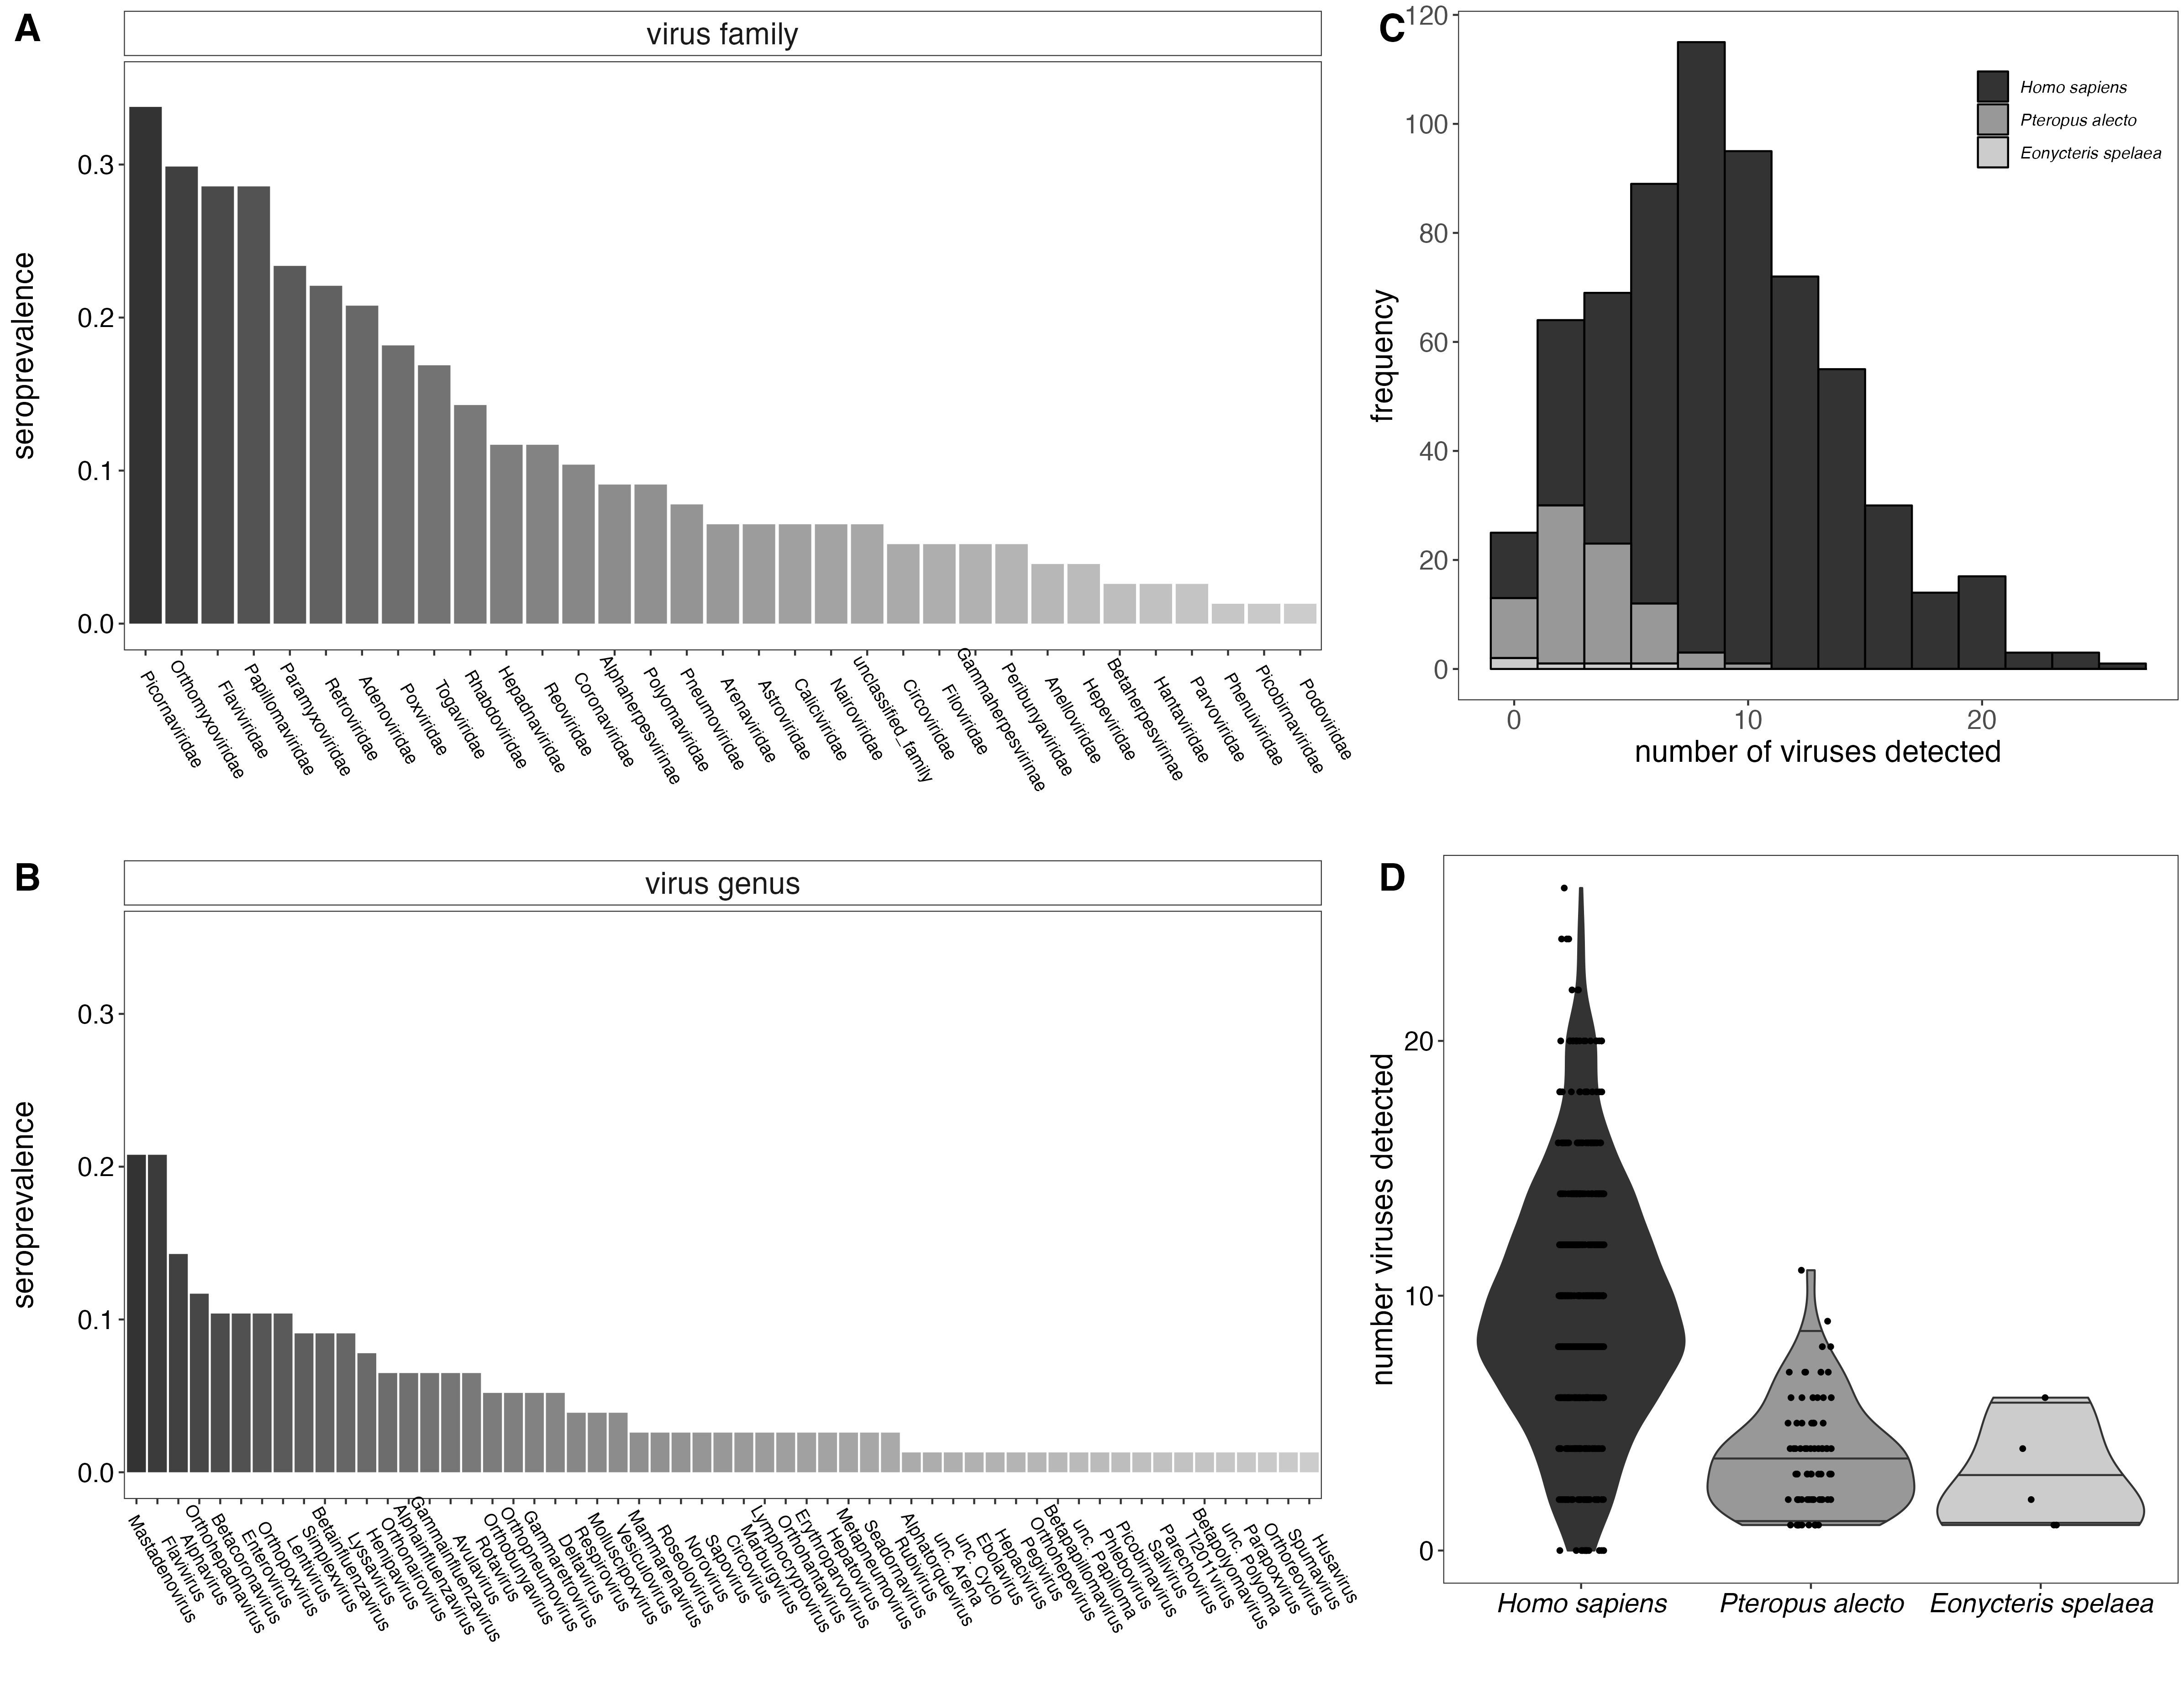 A
virus family
seroprevalence
0.3
0.2
0.1
0.0
Picornaviridae
Orthomyxoviridae
Flaviviridae
Papillomaviridae
Paramyxoviridae
Retroviridae
Adenoviridae
Poxviridae
Togaviridae
Rhabdoviridae
Hepadnaviridae
Reoviridae
Coronaviridae
Alphaherpesvirinae
Polyomaviridae
Pneumoviridae
Arenaviridae
Astroviridae
Caliciviridae
Nairoviridae
unclassified_family
Circoviridae
Filoviridae
Gammaherpesvirinae
Peribunyaviridae
Anelloviridae
Hepeviridae
Betaherpesvirinae
Hantaviridae
Parvoviridae
Phenuiviridae
Picobirnaviridae
Podoviridae
B
virus genus
seroprevalence
0.3
0.2
0.1
0.0
Mastadenovirus
Flavivirus
Alphavirus
Orthohepadnavirus
Betacoronavirus
Enterovirus
Orthopoxvirus
Lentivirus
Simplexvirus
Betainfluenzavirus
Lyssavirus
Henipavirus
Orthonairovirus
Alphainfluenzavirus
Gammainfluenzavirus
Avulavirus
Rotavirus
Orthobunyavirus
Orthopneumovirus
Gammaretrovirus
Deltavirus
Respirovirus
Molluscipoxvirus
Vesiculovirus
Mammarenavirus
Roseolovirus
Norovirus
Sapovirus
Circovirus
Marburgvirus
Lymphocryptovirus
Orthohantavirus
Erythroparvovirus
Hepatovirus
Metapneumovirus
Seadornavirus
Rubivirus
Alphatorquevirus
unc. Arena
unc. Cyclo
Ebolavirus
Hepacivirus
Pegivirus
Orthohepevirus
Betapapillomavirus
unc. Papilloma
Phlebovirus
Picobirnavirus
Salivirus
Parechovirus
Tl2011virus
Betapolyomavirus
unc. Polyoma
Parapoxvirus
Orthoreovirus
Spumavirus
Husavirus
C
frequency
120
100
80
60
40
20
0
Homo sapiens
Pteropus alecto
Eonycteris spelaea
0
10
20
number of viruses detected
D
number viruses detected
20
10
0
Homo sapiens
Pteropus alecto
Eonycteris spelaea